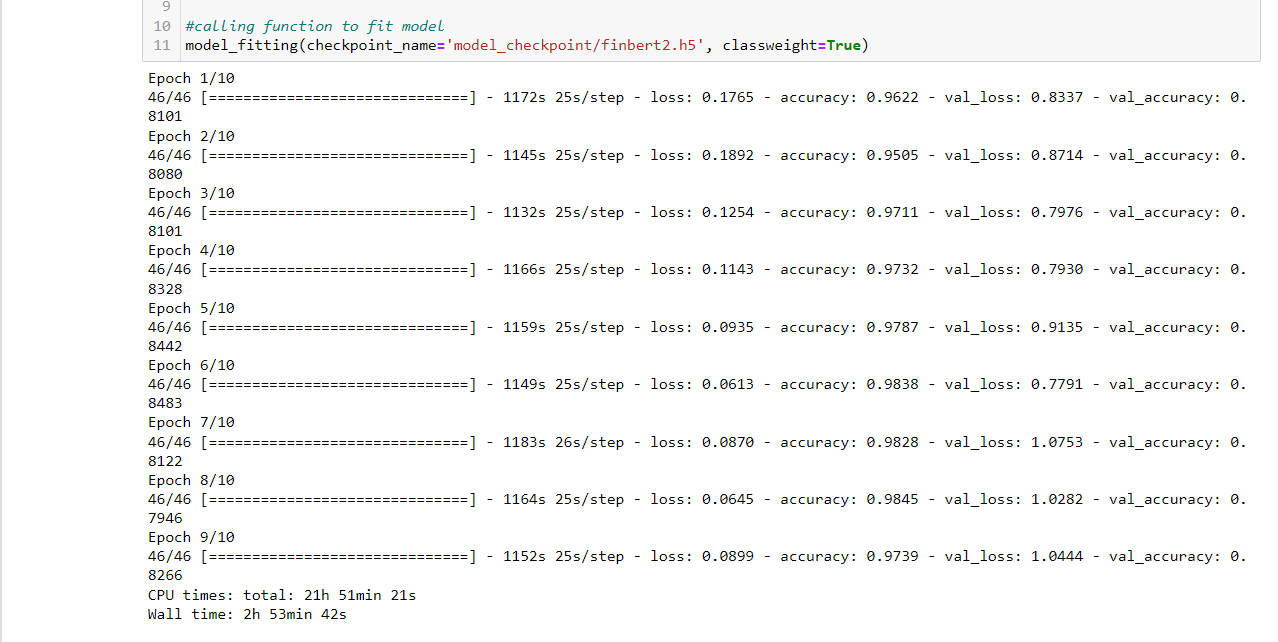 9
10 #calling function to fit model
11 model_fitting(checkpoint_name='model_checkpoint/finbert2.h5', classweight=True)
Epoch 1/10
46/46 [==============================] - 1172s 25s/step - loss: 0.1765 - accuracy: 0.9622 - val_loss: 0.8337 - val_accuracy: 0.
8101
Epoch 2/10
46/46 [==============================] - 1145s 25s/step - loss: 0.1892 - accuracy: 0.9505 - val_loss: 0.8714 - val_accuracy: 0.
8080
Epoch 3/10
46/46 [==============================] - 1132s 25s/step - loss: 0.1254 - accuracy: 0.9711 - val_loss: 0.7976 - val_accuracy: 0.
8101
Epoch 4/10
46/46 [==============================] - 1166s 25s/step - loss: 0.1143 - accuracy: 0.9732 - val_loss: 0.7930 - val_accuracy: 0.
8328
Epoch 5/10
46/46 [==============================] - 1159s 25s/step - loss: 0.0935 - accuracy: 0.9787 - val_loss: 0.9135 - val_accuracy: 0.
8442
Epoch 6/10
46/46 [==============================] - 1149s 25s/step - loss: 0.0613 - accuracy: 0.9838 - val_loss: 0.7791 - val_accuracy: 0.
8483
Epoch 7/10
46/46 [==============================] - 1183s 26s/step - loss: 0.0870 - accuracy: 0.9828 - val_loss: 1.0753 - val_accuracy: 0.
8122
Epoch 8/10
46/46 [==============================] - 1164s 25s/step - loss: 0.0645 - accuracy: 0.9845 - val_loss: 1.0282 - val_accuracy: 0.
7946
Epoch 9/10
46/46 [==============================] - 1152s 25s/step - loss: 0.0899 - accuracy: 0.9739 - val_loss: 1.0444 - val_accuracy: 0.
8266
CPU times: total: 21h 51min 21s
Wall time: 2h 53min 42s